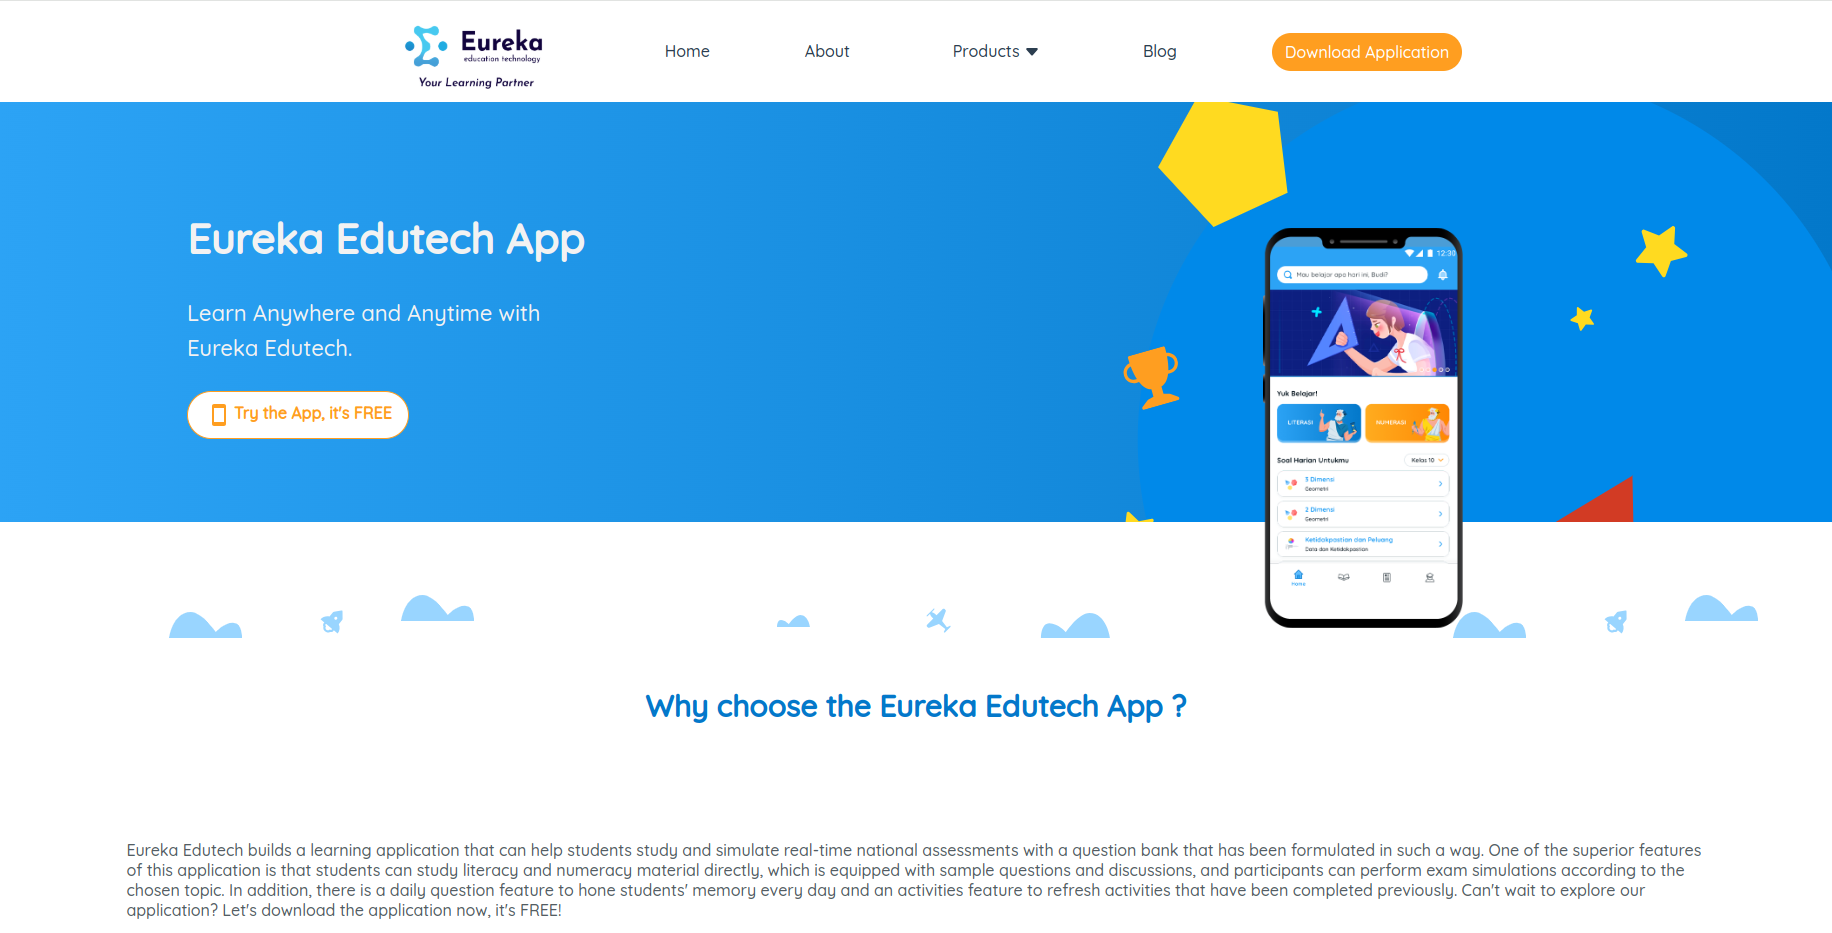 Eureka
education technology
Your Learning Partner
Home
About
Products
Blog
Download Application
Eureka Edutech App
Learn Anywhere and Anytime with
Eureka Edutech.
Try the App, it's FREE
12:30
Mau belajar apa hari ini, Budi?
Yuk Belajar!
LITERASI
NUMERASI
Soal Harian Untukmu
Kelas 10
3 Dimensi
Geometri
2 Dimensi
Geometri
Ketidakpastian dan Peluang
Data dan Ketidakpastian
Home
Why choose the Eureka Edutech App ?
Eureka Edutech builds a learning application that can help students study and simulate real-time national assessments with a question bank that has been formulated in such a way. One of the superior features
of this application is that students can study literacy and numeracy material directly, which is equipped with sample questions and discussions, and participants can perform exam simulations according to the
chosen topic. In addition, there is a daily question feature to hone students' memory every day and an activities feature to refresh activities that have been completed previously. Can't wait to explore our
application? Let's download the application now, it's FREE!